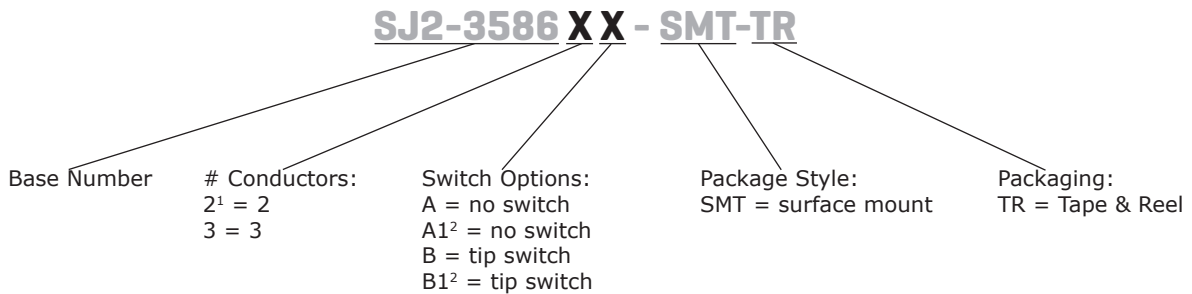 SJ2-3586 X X - SMT-TR
Base Number
# Conductors:
2¹ = 2
3 = 3
Switch Options:
A = no switch
A1² = no switch
B = tip switch
B1² = tip switch
Package Style:
SMT = surface mount
Packaging:
TR = Tape & Reel